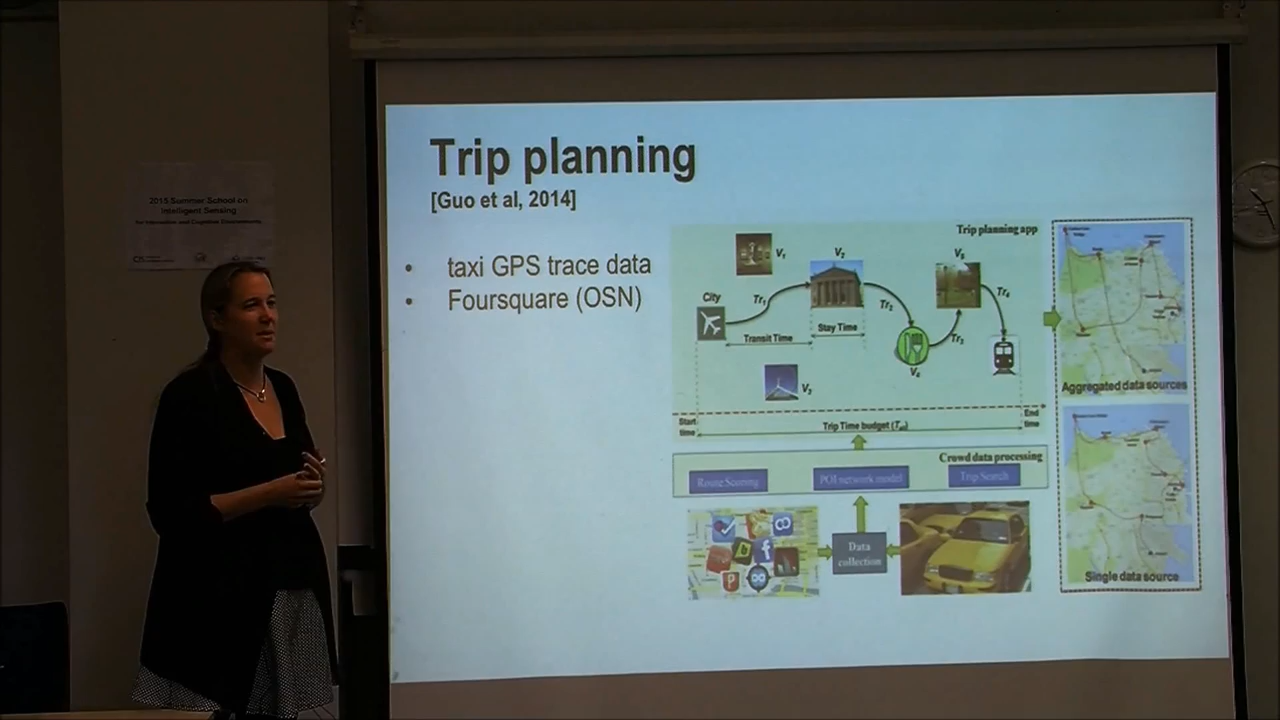 2015 Summer School on
Intelligent Sensing
Trip planning
[Guo et al, 2014]
• taxi GPS trace data
• Foursquare (OSN)
Trip planning app
V1
V2
V5
City
Tr1
Tr2
Tr4
Transit Time
Stay Time
Tr3
V4
V3
Start
time
End
time
Trip Time budget
Crowd data processing
Route Scoring
POI network model
Trip Search
Data
collection
Aggregated data sources
Single data source